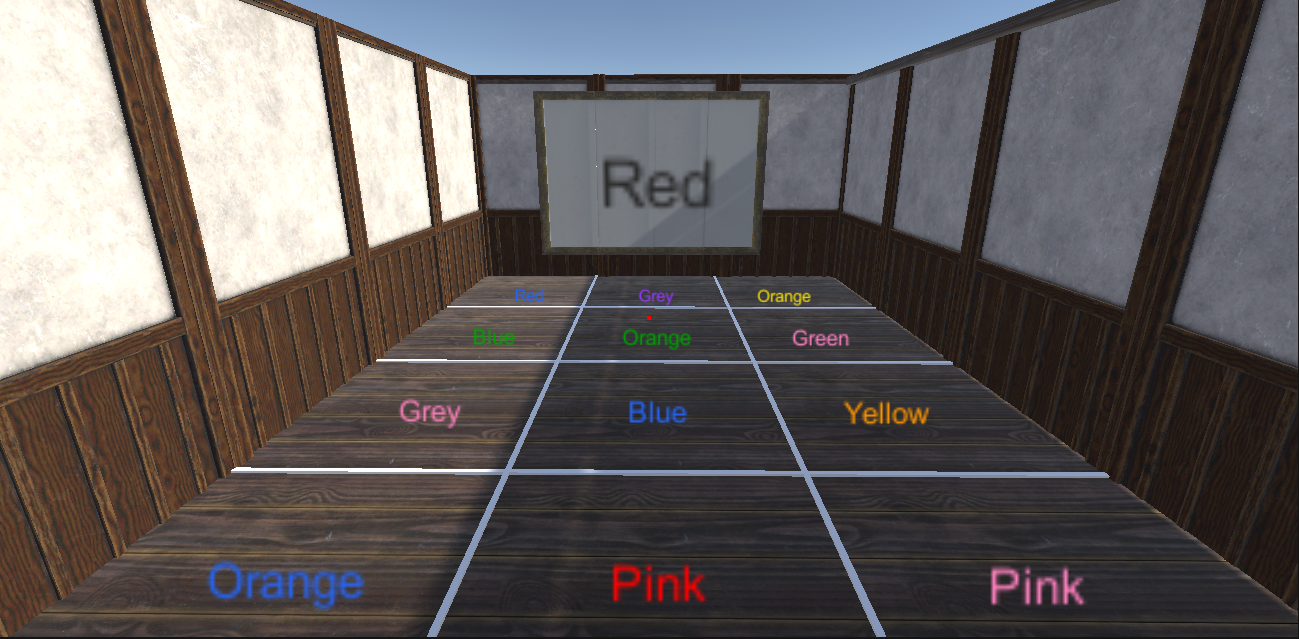 Red
Red Grey Orange
Blue Orange Green
Grey Blue Yellow
Orange Pink Pink